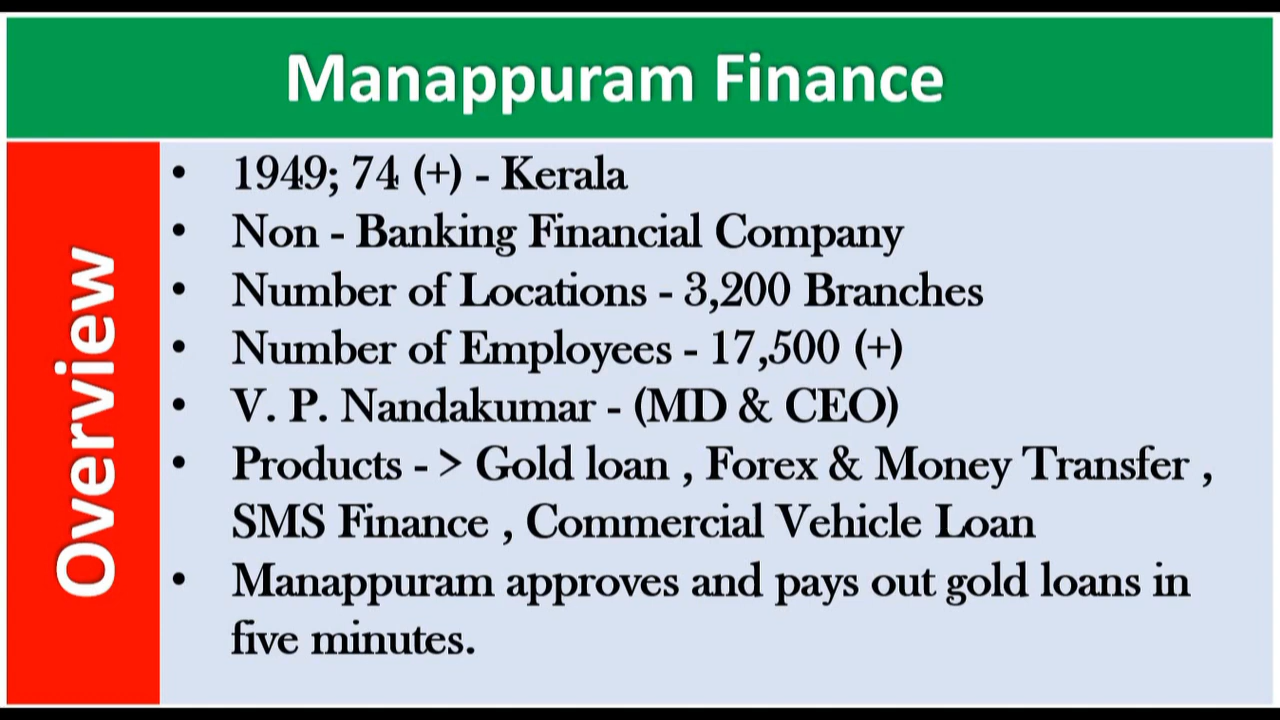 Manappuram Finance
Overview
• 1949; 74 (+) - Kerala
• Non - Banking Financial Company
• Number of Locations - 3,200 Branches
• Number of Employees - 17,500 (+)
• V. P. Nandakumar - (MD & CEO)
• Products - > Gold loan , Forex & Money Transfer ,
SMS Finance , Commercial Vehicle Loan
• Manappuram approves and pays out gold loans in
five minutes.